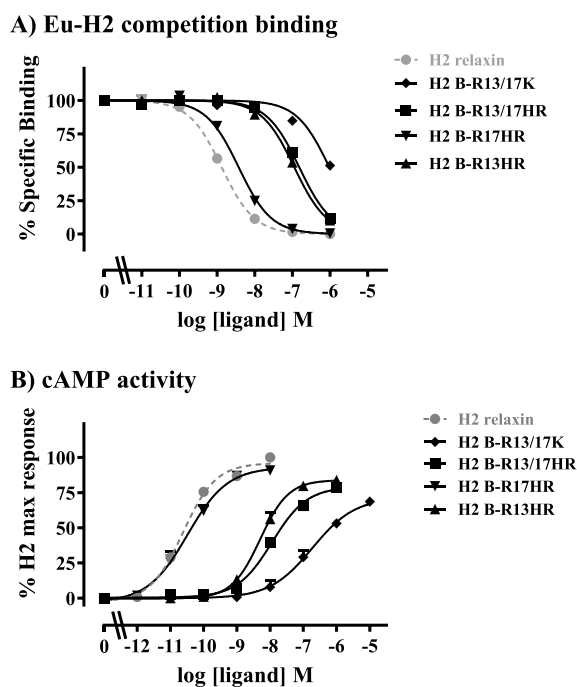 A) Eu-H2 competition binding
H2 relaxin
H2 B-R13/17K
H2 B-R13/17HR
H2 B-R17HR
H2 B-R13HR
% Specific Binding
100
75
50
25
0
0 -11 -10 -9 -8 -7 -6 -5
log [ligand] M
B) cAMP activity
H2 relaxin
H2 B-R13/17K
H2 B-R13/17HR
H2 B-R17HR
H2 B-R13HR
% H2 max response
100
75
50
25
0
0 -12 -11 -10 -9 -8 -7 -6 -5
log [ligand] M